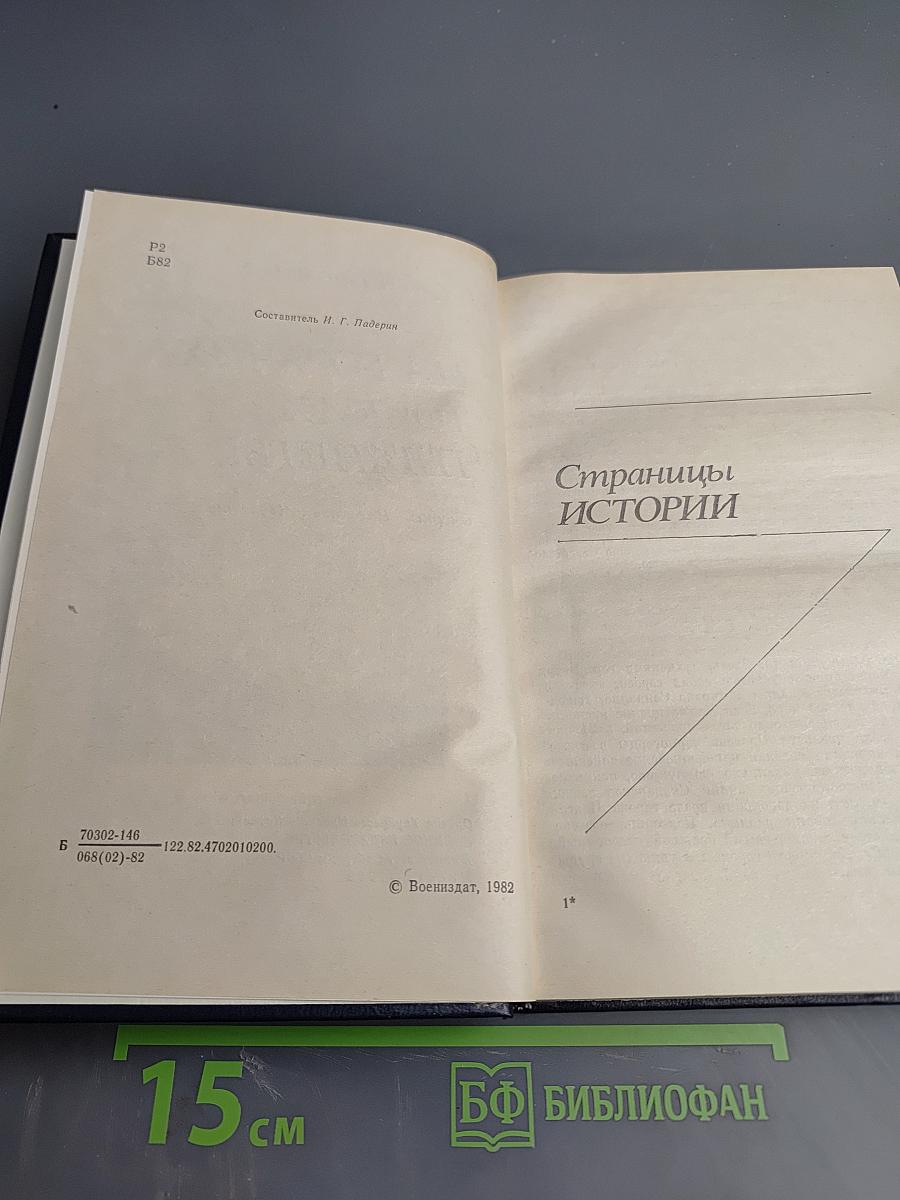 Р2
Б82
Составитель И. Г. Падерин
Б 70302-146
068(02)-82 122.82.4702010200.
© Воениздат, 1982
Страницы
ИСТОРИИ
1*
15 см
БФ БИБЛИОФАН